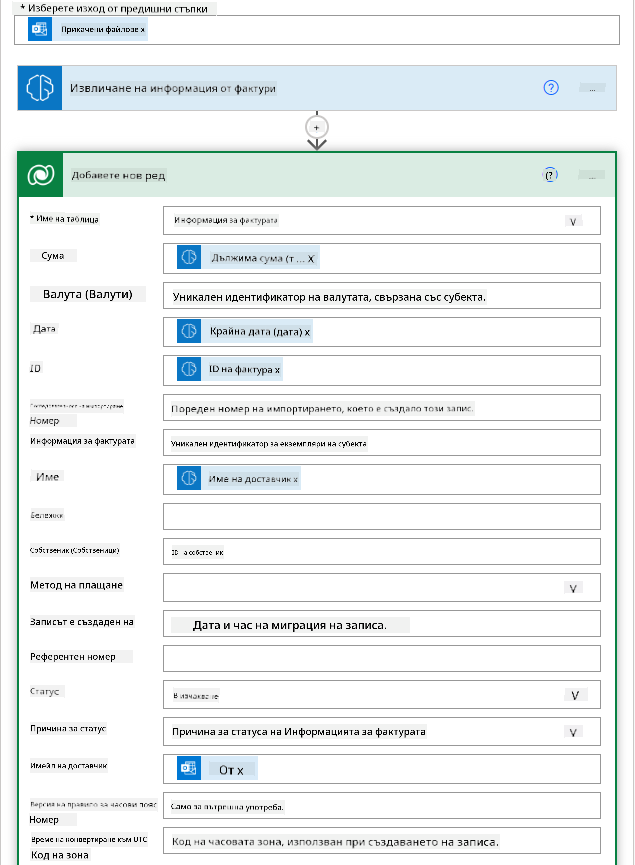 * Изберете изход от предишни стъпки
Прикачени файлове x
Извличане на информация от фактури
?
...
+
Добавете нов ред
(?
...
* Име на таблица
Информация за фактурата
V
Сума
Дължима сума (т ... X
Валута (Валути)
Уникален идентификатор на валутата, свързана със субекта.
Дата
Крайна дата (дата) x
ID
ID на фактура x
Последователност на импортиране
Номер
Пореден номер на импортирането, което е създало този запис.
Информация за фактурата
Уникален идентификатор за екземпляри на субекта
Име
Име на доставчик x
Бележки
Собственик (Собственици)
ID на собственик
Метод на плащане
V
Записът е създаден на
Дата и час на миграция на записа.
Референтен номер
Статус
В изчакване
V
Причина за статус
Причина за статуса на Информацията за фактурата
V
Имейл на доставчик
От x
Версия на правило за часови пояс
Номер
Само за вътрешна употреба.
Време на конвертиране към UTC
Код на зона
Код на часовата зона, използван при създаването на записа.